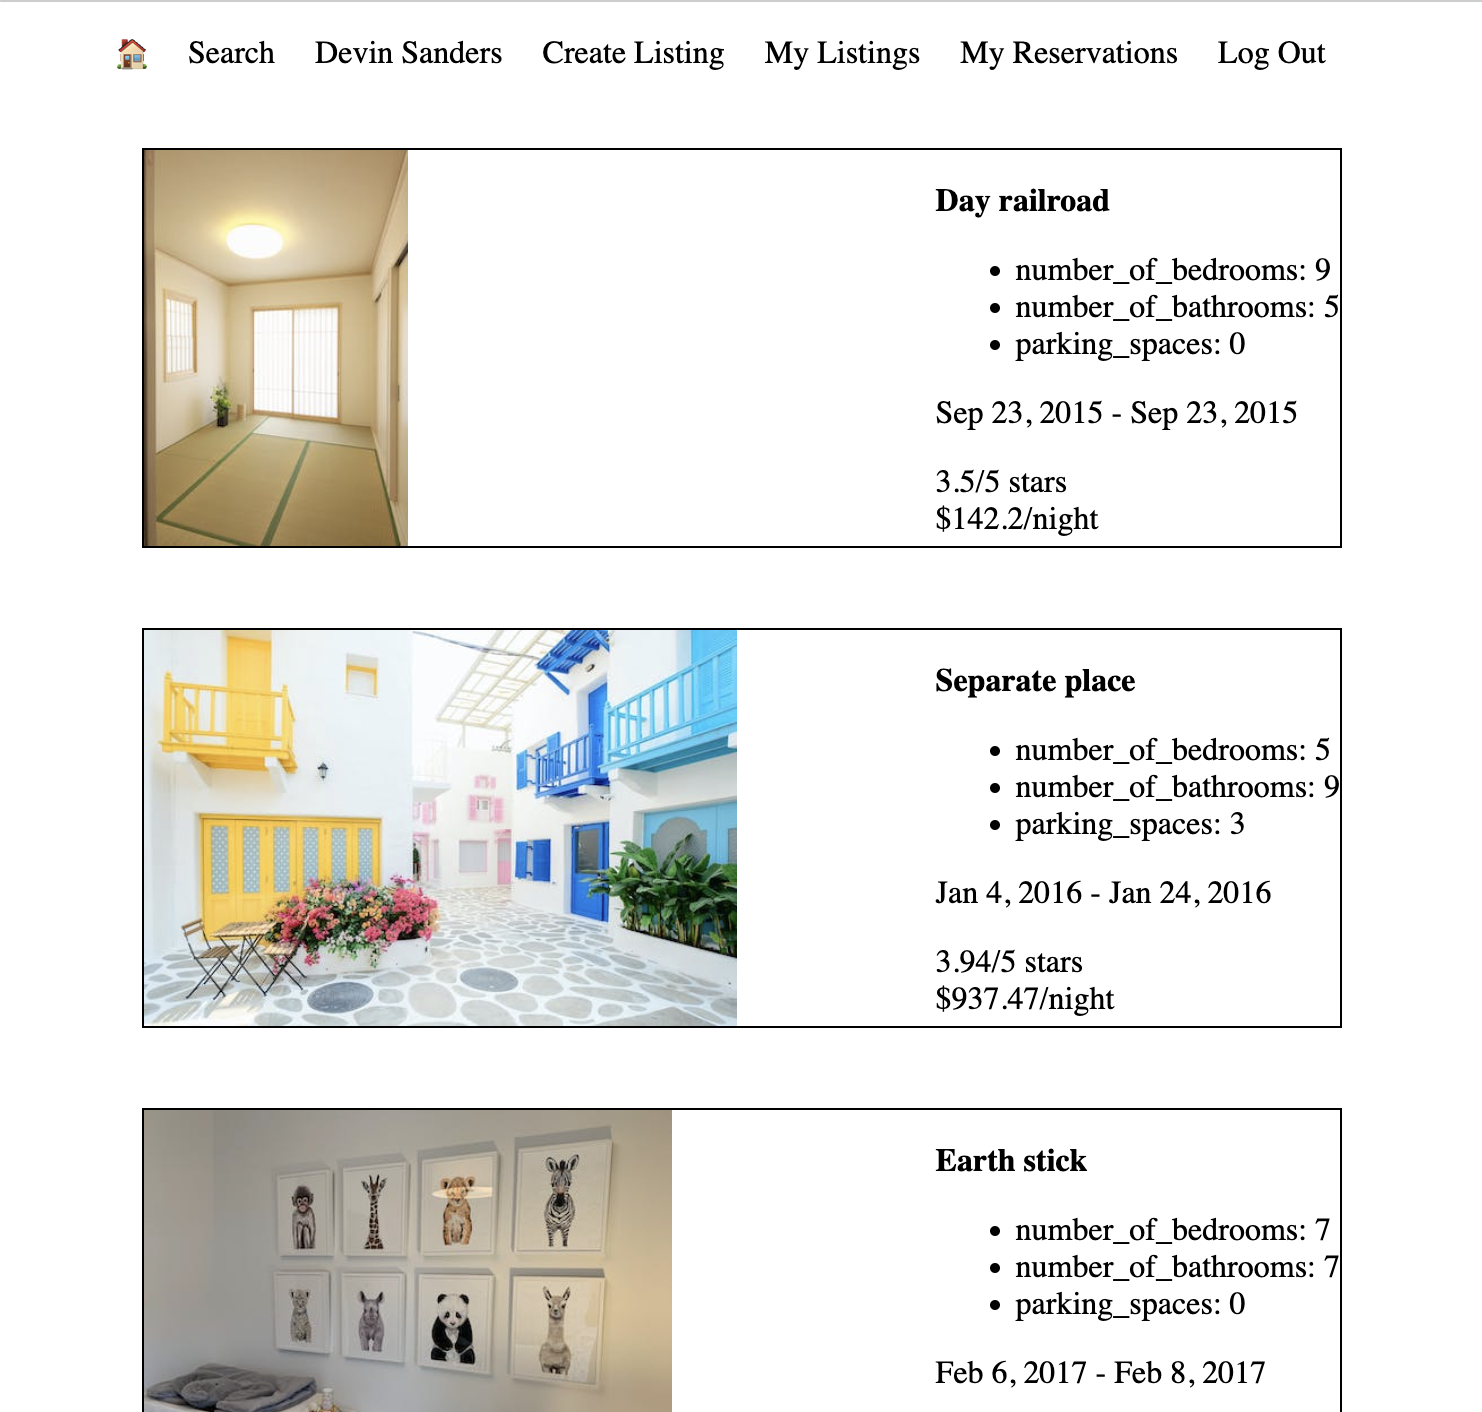 Search Devin Sanders Create Listing My Listings My Reservations Log Out
Day railroad
number_of_bedrooms: 9
number_of_bathrooms: 5
parking_spaces: 0
Sep 23, 2015 - Sep 23, 2015
3.5/5 stars
$142.2/night
Separate place
number_of_bedrooms: 5
number_of_bathrooms: 9
parking_spaces: 3
Jan 4, 2016 - Jan 24, 2016
3.94/5 stars
$937.47/night
Earth stick
number_of_bedrooms: 7
number_of_bathrooms: 7
parking_spaces: 0
Feb 6, 2017 - Feb 8, 2017